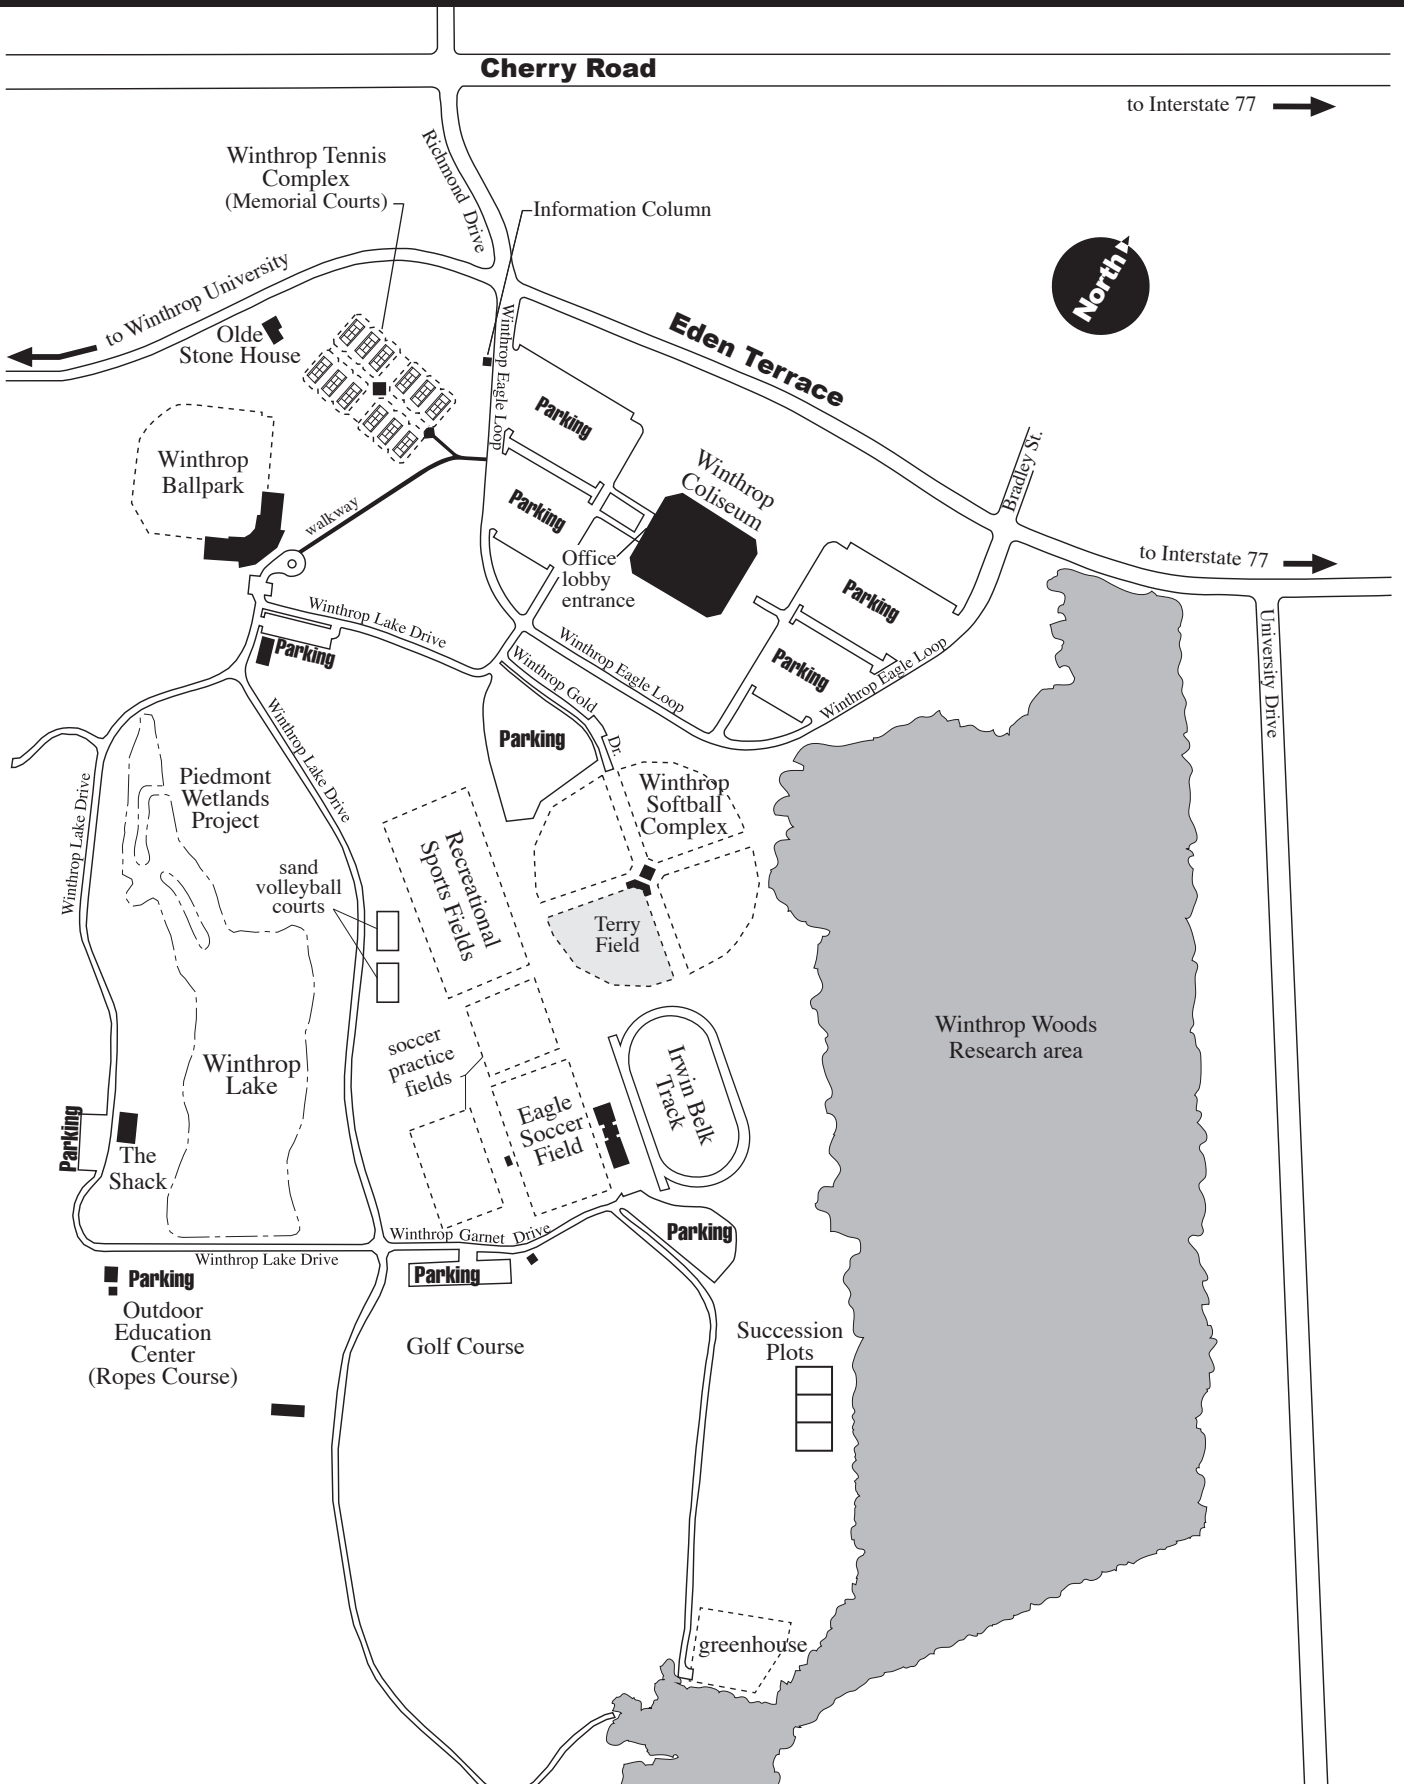 Cherry Road
to Interstate 77
Richmond Drive
Winthrop Tennis
Complex
(Memorial Courts)
Information Column
North
to Winthrop University
Olde
Stone House
Winthrop Eagle Loop
Eden Terrace
Parking
Winthrop
Ballpark
walkway
Parking
Winthrop
Coliseum
Bradley St.
Office
lobby
entrance
to Interstate 77
Parking
Winthrop Lake Drive
Parking
Winthrop Eagle Loop
Parking
Winthrop Eagle Loop
University Drive
Winthrop Gold
Dr.
Winthrop Lake Drive
Parking
Winthrop Lake Drive
Piedmont
Wetlands
Project
Winthrop
Softball
Complex
Recreational
Sports Fields
sand
volleyball
courts
Terry
Field
Winthrop Woods
Research area
soccer
practice
fields
Winthrop
Lake
Irwin Belk
Track
Eagle
Soccer
Field
Parking
The
Shack
Winthrop Garnet Drive
Parking
Winthrop Lake Drive
Parking
Parking
Outdoor
Education
Center
(Ropes Course)
Golf Course
Succession
Plots
greenhouse